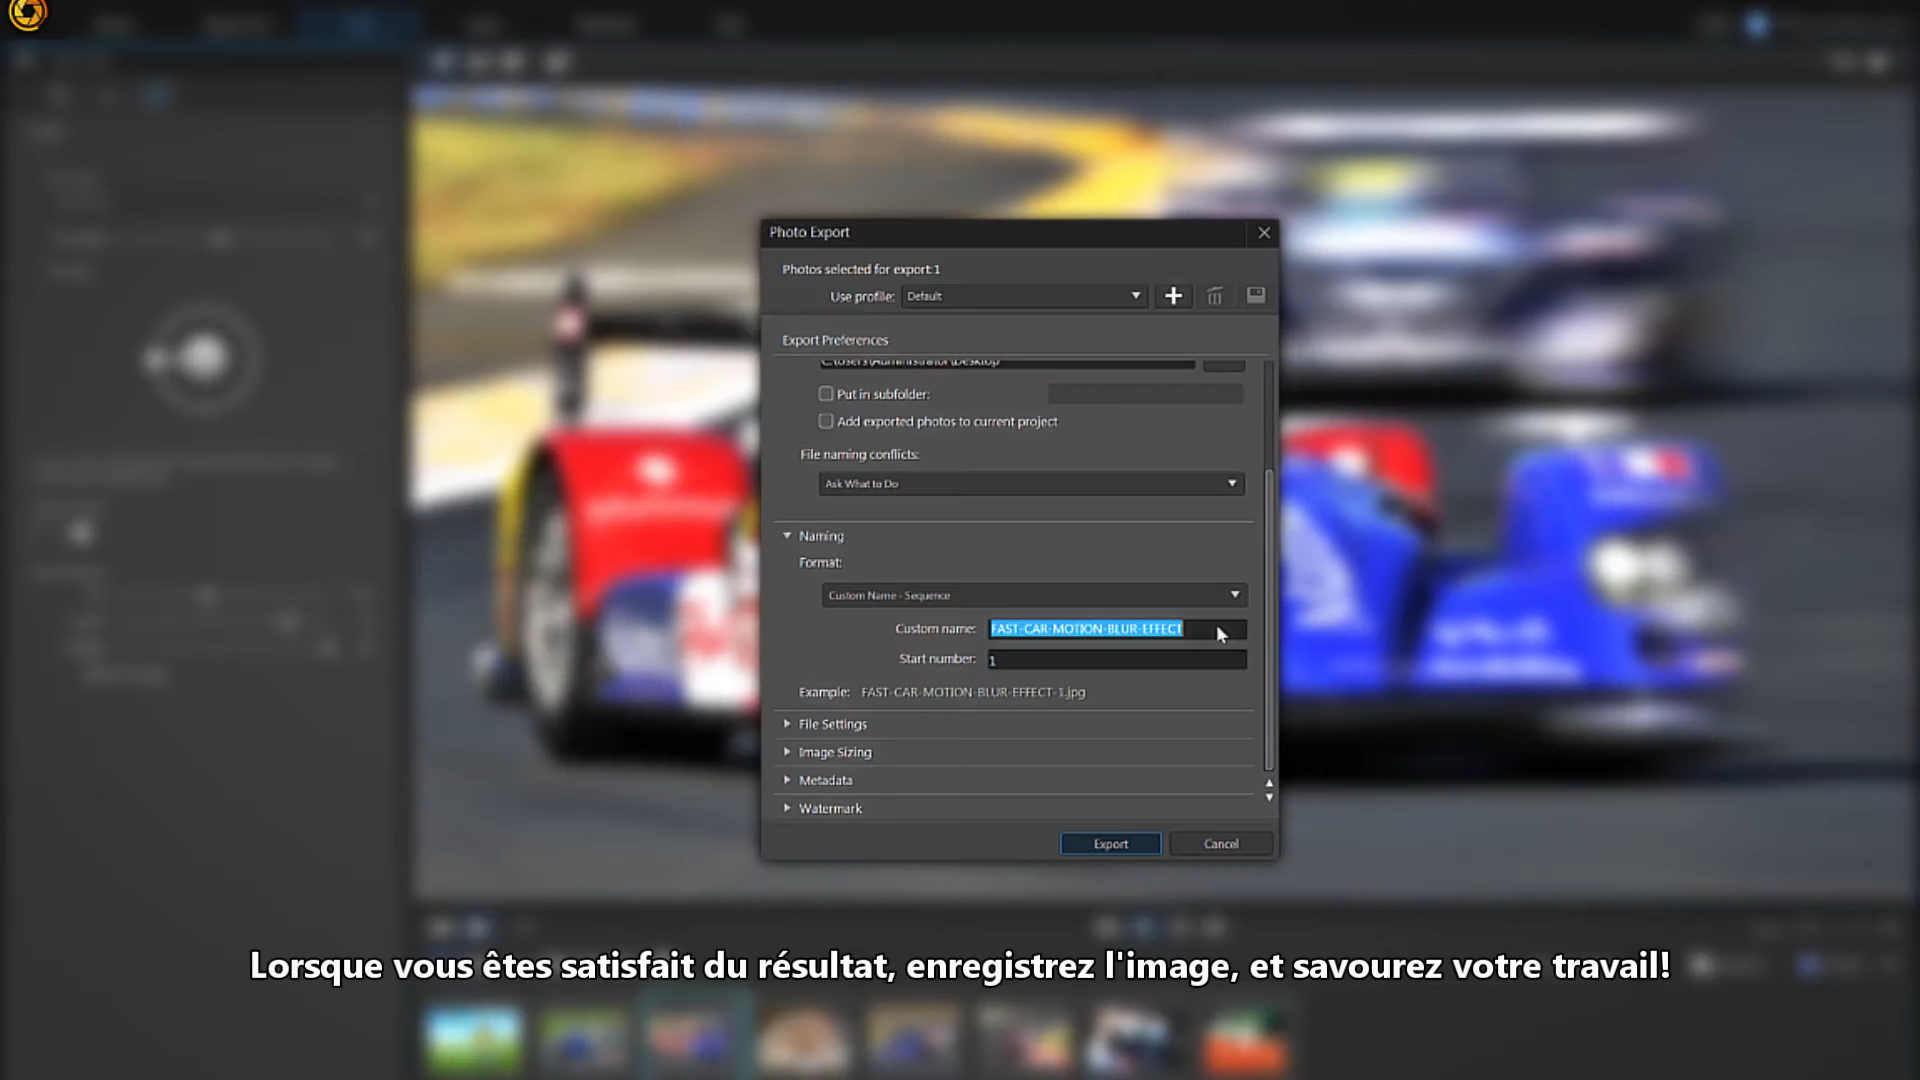 Photo Export
Photos selected for export:1
Use profile: Default
Export Preferences
C:\Users\Administrator\Desktop
Put in subfolder:
Add exported photos to current project
File naming conflicts:
Ask What to Do
Naming
Format:
Custom Name - Sequence
Custom name: FAST-CAR-MOTION-BLUR-EFFECT
Start number: 1
Example: FAST-CAR-MOTION-BLUR-EFFECT-1.jpg
File Settings
Image Sizing
Metadata
Watermark
Export Cancel
Lorsque vous êtes satisfait du résultat, enregistrez l'image, et savourez votre travail!